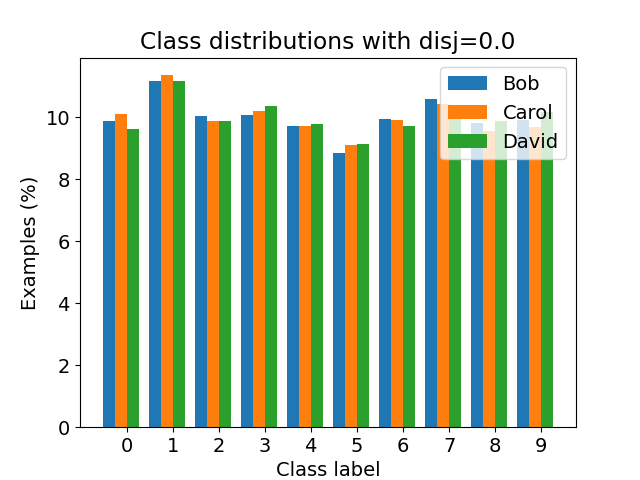 Class distributions with disj=0.0
Bob
Carol
David
Examples (%)
10
8
6
4
2
0
0 1 2 3 4 5 6 7 8 9
Class label